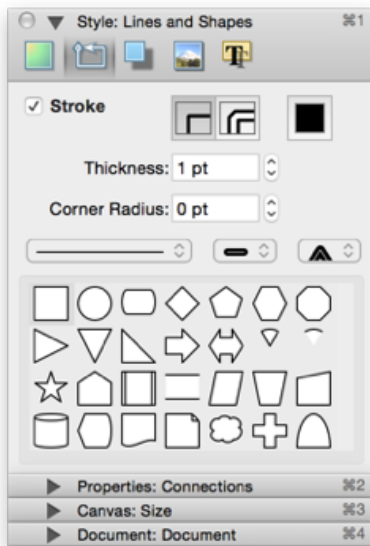 Style: Lines and Shapes ⌘1
Stroke
Thickness: 1 pt
Corner Radius: 0 pt
Properties: Connections ⌘2
Canvas: Size ⌘3
Document: Document ⌘4